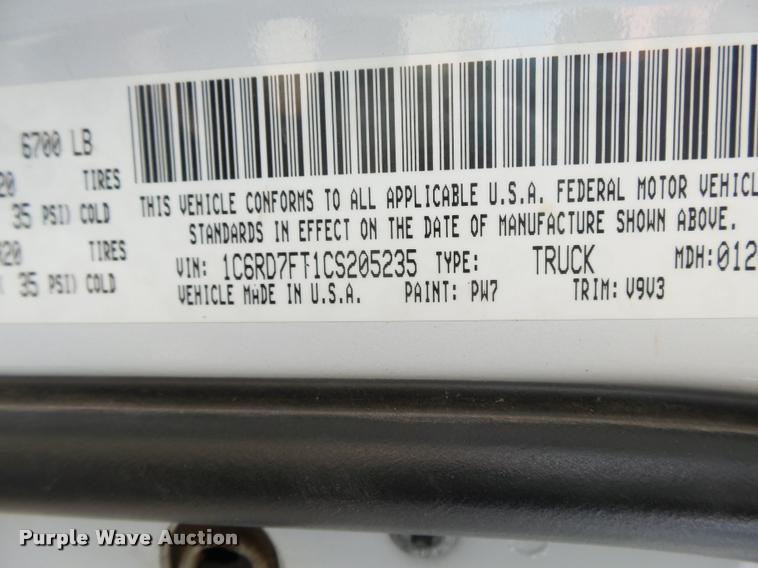 6700 LB
20 TIRES
35 PSI) COLD
R20 TIRES
35 PSI) COLD
THIS VEHICLE CONFORMS TO ALL APPLICABLE U.S.A. FEDERAL MOTOR VEHICL
STANDARDS IN EFFECT ON THE DATE OF MANUFACTURE SHOWN ABOVE.
VIN: 1C6RD7FT1CS205235 TYPE: TRUCK MDH:012
VEHICLE MADE IN U.S.A. PAINT: PW7 TRIM: V9V3
Purple Wave Auction